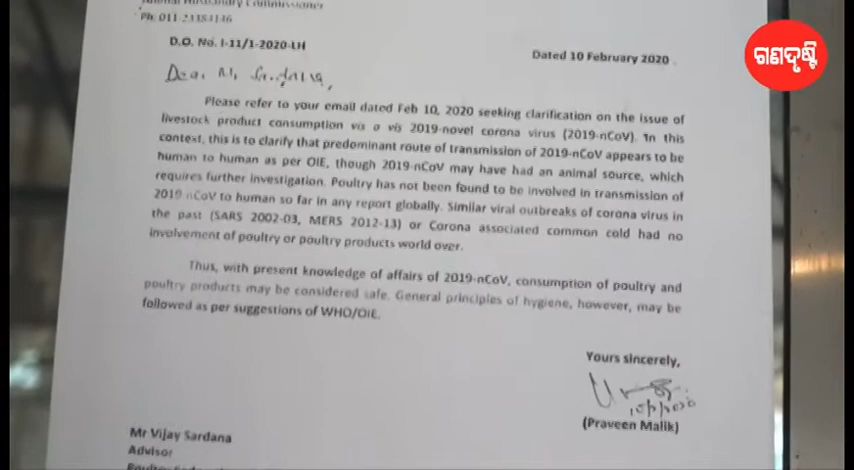 Animal Husbandry Commissioner
Ph: 011-23384146
D.O. No. I-11/1-2020-LH
Dated 10 February 2020
ଗଣଦୃଷ୍ଟି
Please refer to your email dated Feb 10, 2020 seeking clarification on the issue of
livestock product consumption vis a vis 2019-novel corona virus (2019-nCoV). In this
context, this is to clarify that predominant route of transmission of 2019-nCoV appears to be
human to human as per OIE, though 2019-nCoV may have had an animal source, which
requires further investigation. Poultry has not been found to be involved in transmission of
2019 nCoV to human so far in any report globally. Similar viral outbreaks of corona virus in
the past (SARS 2002-03, MERS 2012-13) or Corona associated common cold had no
involvement of poultry or poultry products world over.
Thus, with present knowledge of affairs of 2019-nCoV, consumption of poultry and
poultry products may be considered safe. General principles of hygiene, however, may be
followed as per suggestions of WHO/OIE.
Yours sincerely,
(Praveen Malik)
Mr Vijay Sardana
Advisor